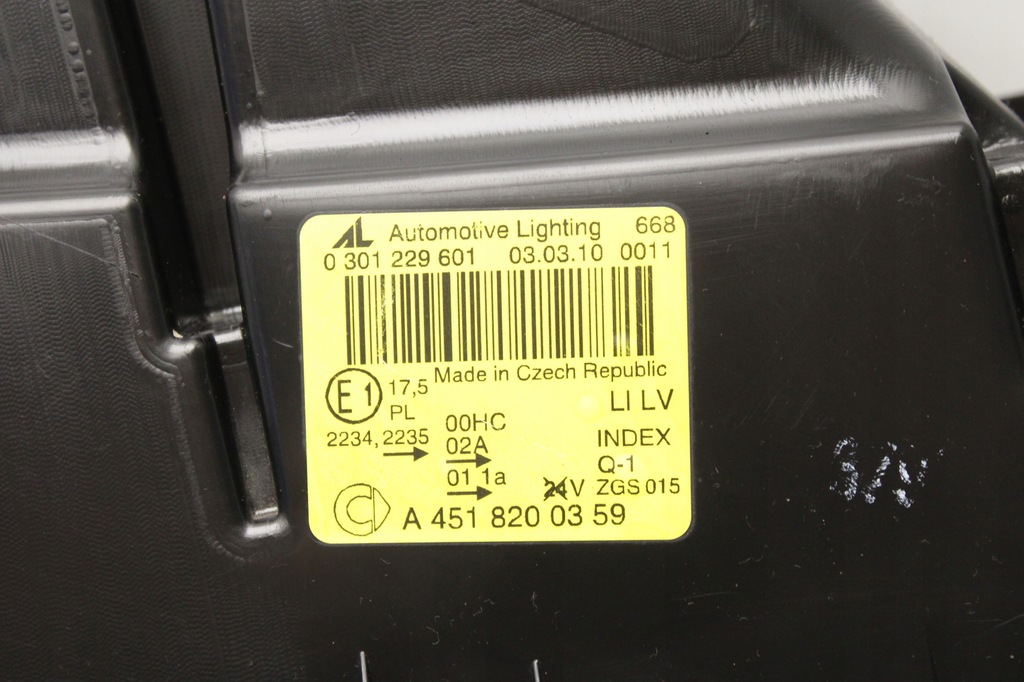 AL Automotive Lighting 668
0 301 229 601 03.03.10 0011
Made in Czech Republic
E1 17,5
PL
LI LV
00HC
2234, 2235
02A
INDEX
Q-1
01 1a
24V ZGS 015
A 451 820 03 59